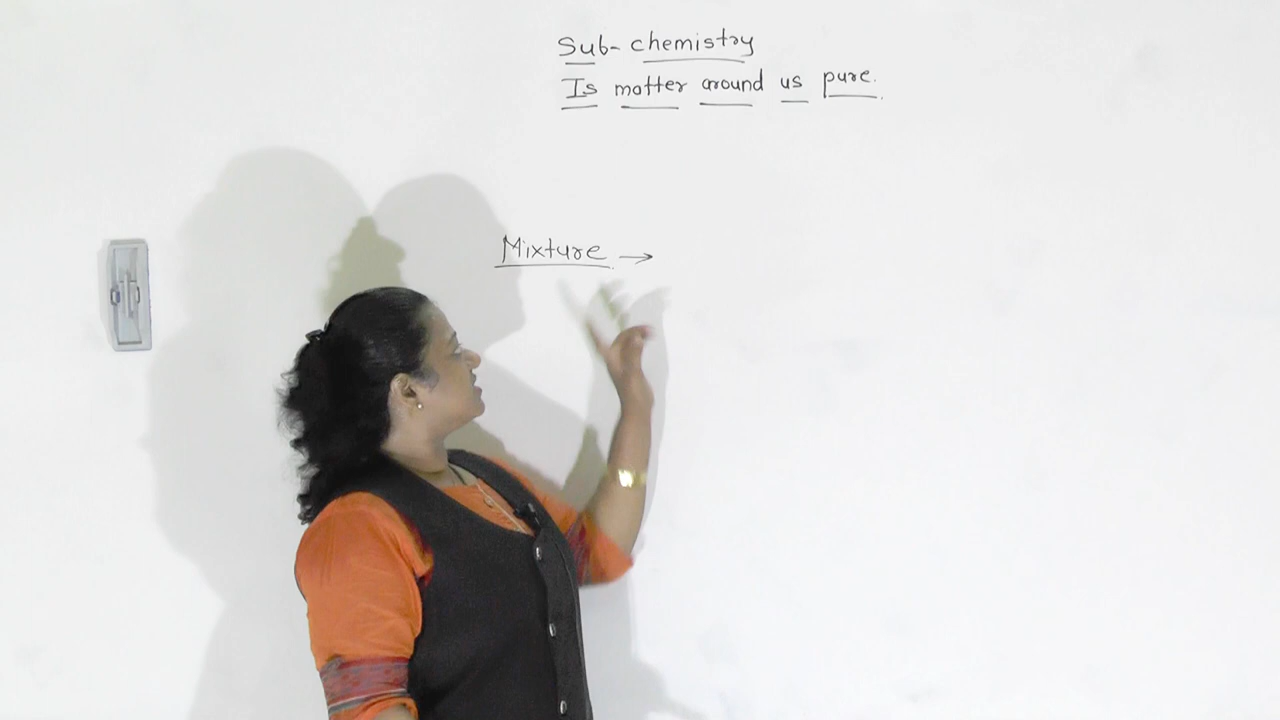 Sub- chemistry
Is matter around us pure.
Mixture →